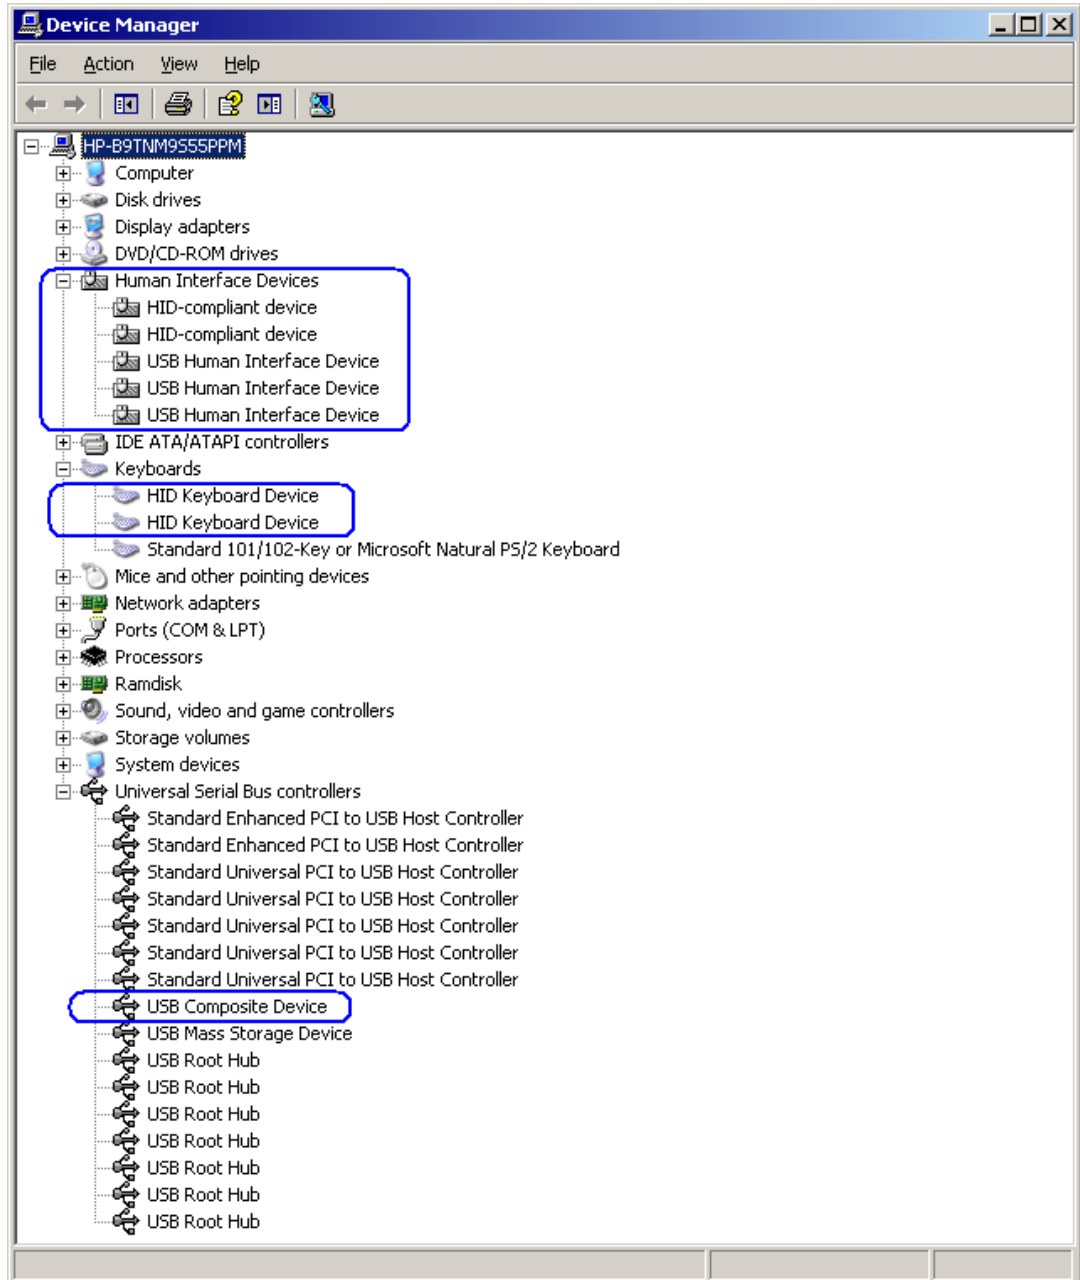 Device Manager
File Action View Help
HP-B9TNM9S55PPM
Computer
Disk drives
Display adapters
DVD/CD-ROM drives
Human Interface Devices
HID-compliant device
HID-compliant device
USB Human Interface Device
USB Human Interface Device
USB Human Interface Device
IDE ATA/ATAPI controllers
Keyboards
HID Keyboard Device
HID Keyboard Device
Standard 101/102-Key or Microsoft Natural PS/2 Keyboard
Mice and other pointing devices
Network adapters
Ports (COM & LPT)
Processors
Ramdisk
Sound, video and game controllers
Storage volumes
System devices
Universal Serial Bus controllers
Standard Enhanced PCI to USB Host Controller
Standard Enhanced PCI to USB Host Controller
Standard Universal PCI to USB Host Controller
Standard Universal PCI to USB Host Controller
Standard Universal PCI to USB Host Controller
Standard Universal PCI to USB Host Controller
Standard Universal PCI to USB Host Controller
USB Composite Device
USB Mass Storage Device
USB Root Hub
USB Root Hub
USB Root Hub
USB Root Hub
USB Root Hub
USB Root Hub
USB Root Hub